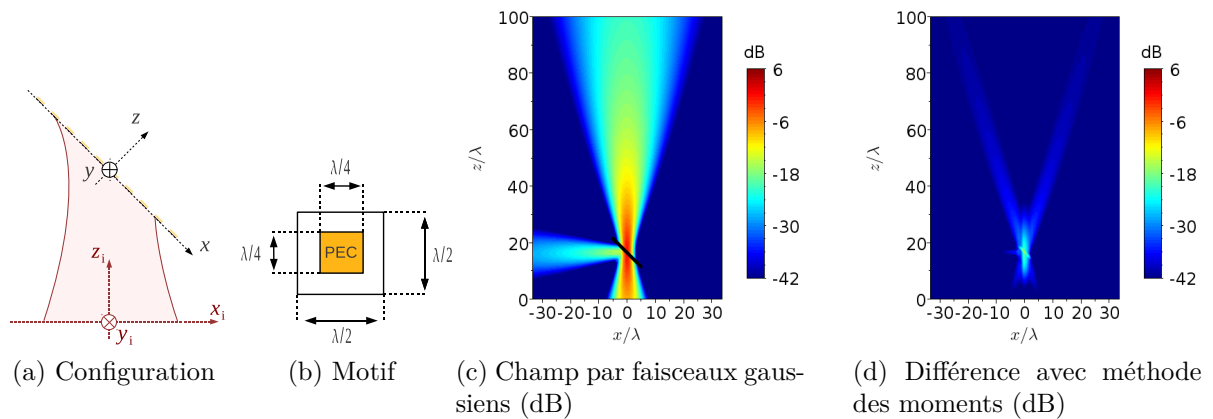 z
y
x
z_i
x_i
y_i
(a) Configuration
λ/4
λ/4
PEC
λ/2
λ/2
(b) Motif
100
80
60
40
20
0
z/λ
-30-20-10 0 10 20 30
x/λ
dB
6
-6
-18
-30
-42
(c) Champ par faisceaux gaus-
siens (dB)
100
80
60
40
20
0
z/λ
-30-20-10 0 10 20 30
x/λ
dB
6
-6
-18
-30
-42
(d) Différence avec méthode
des moments (dB)